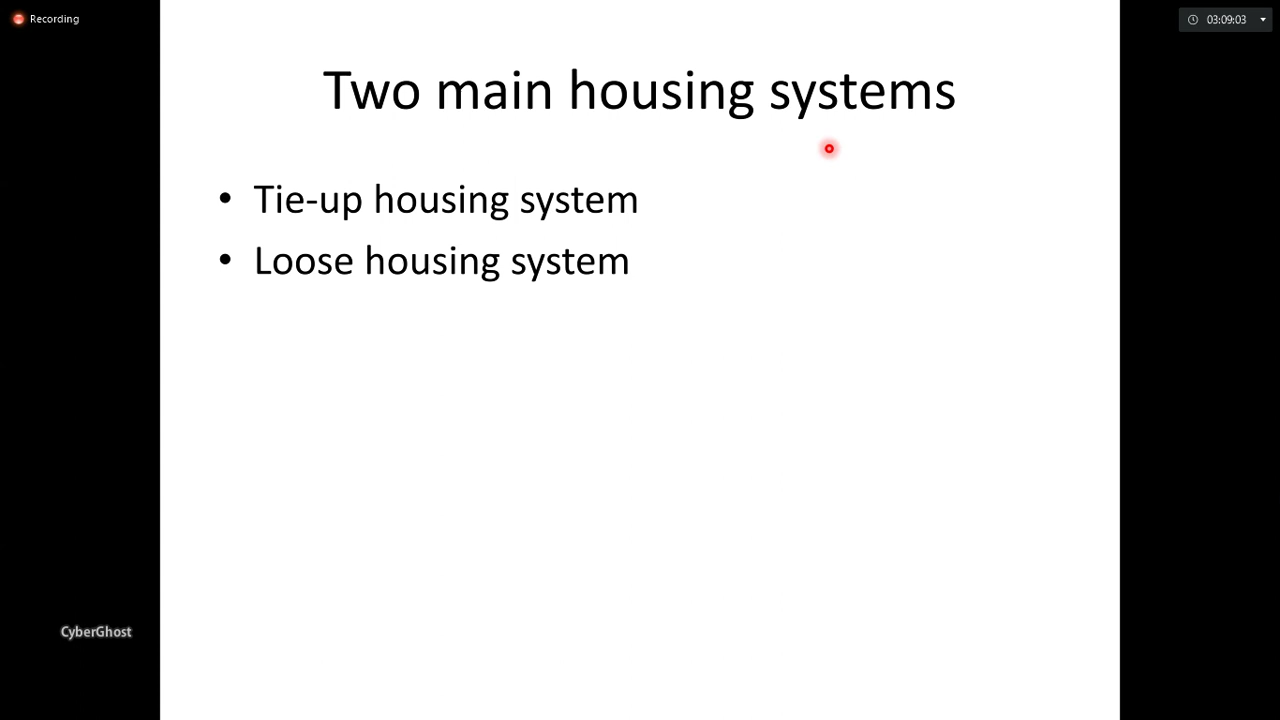 Recording
03:09:03
Two main housing systems
• Tie-up housing system
• Loose housing system
CyberGhost